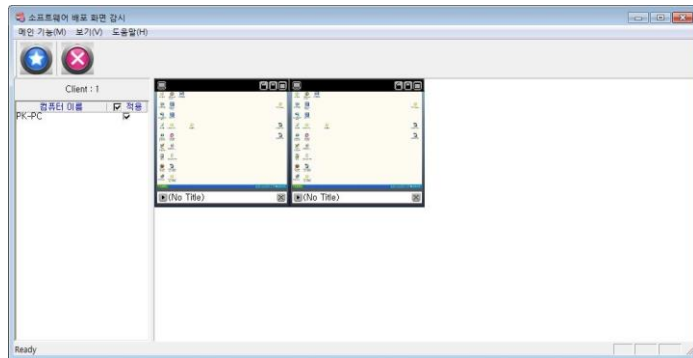 소프트웨어 배포 화면 감시
메인 기능(M) 보기(V) 도움말(H)
Client : 1
컴퓨터 이름 적용
PK-PC
(No Title) (No Title)
Ready